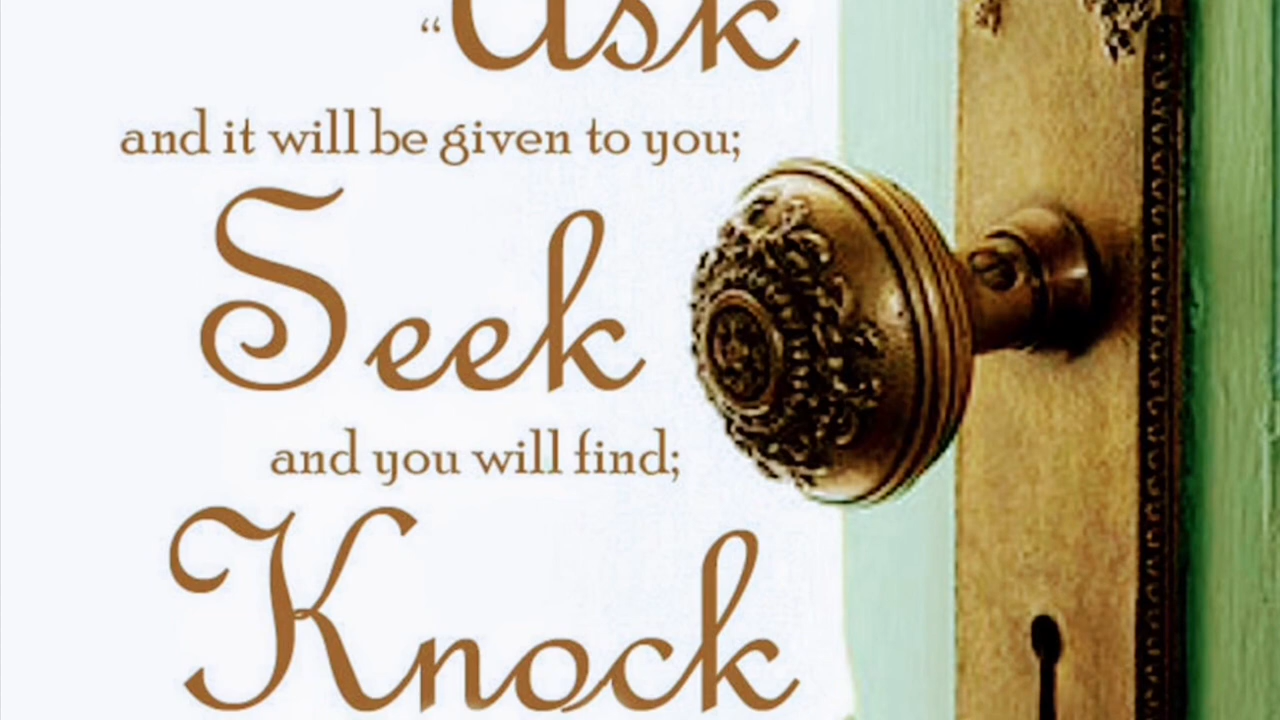 “Ask
and it will be given to you;
Seek
and you will find;
Knock